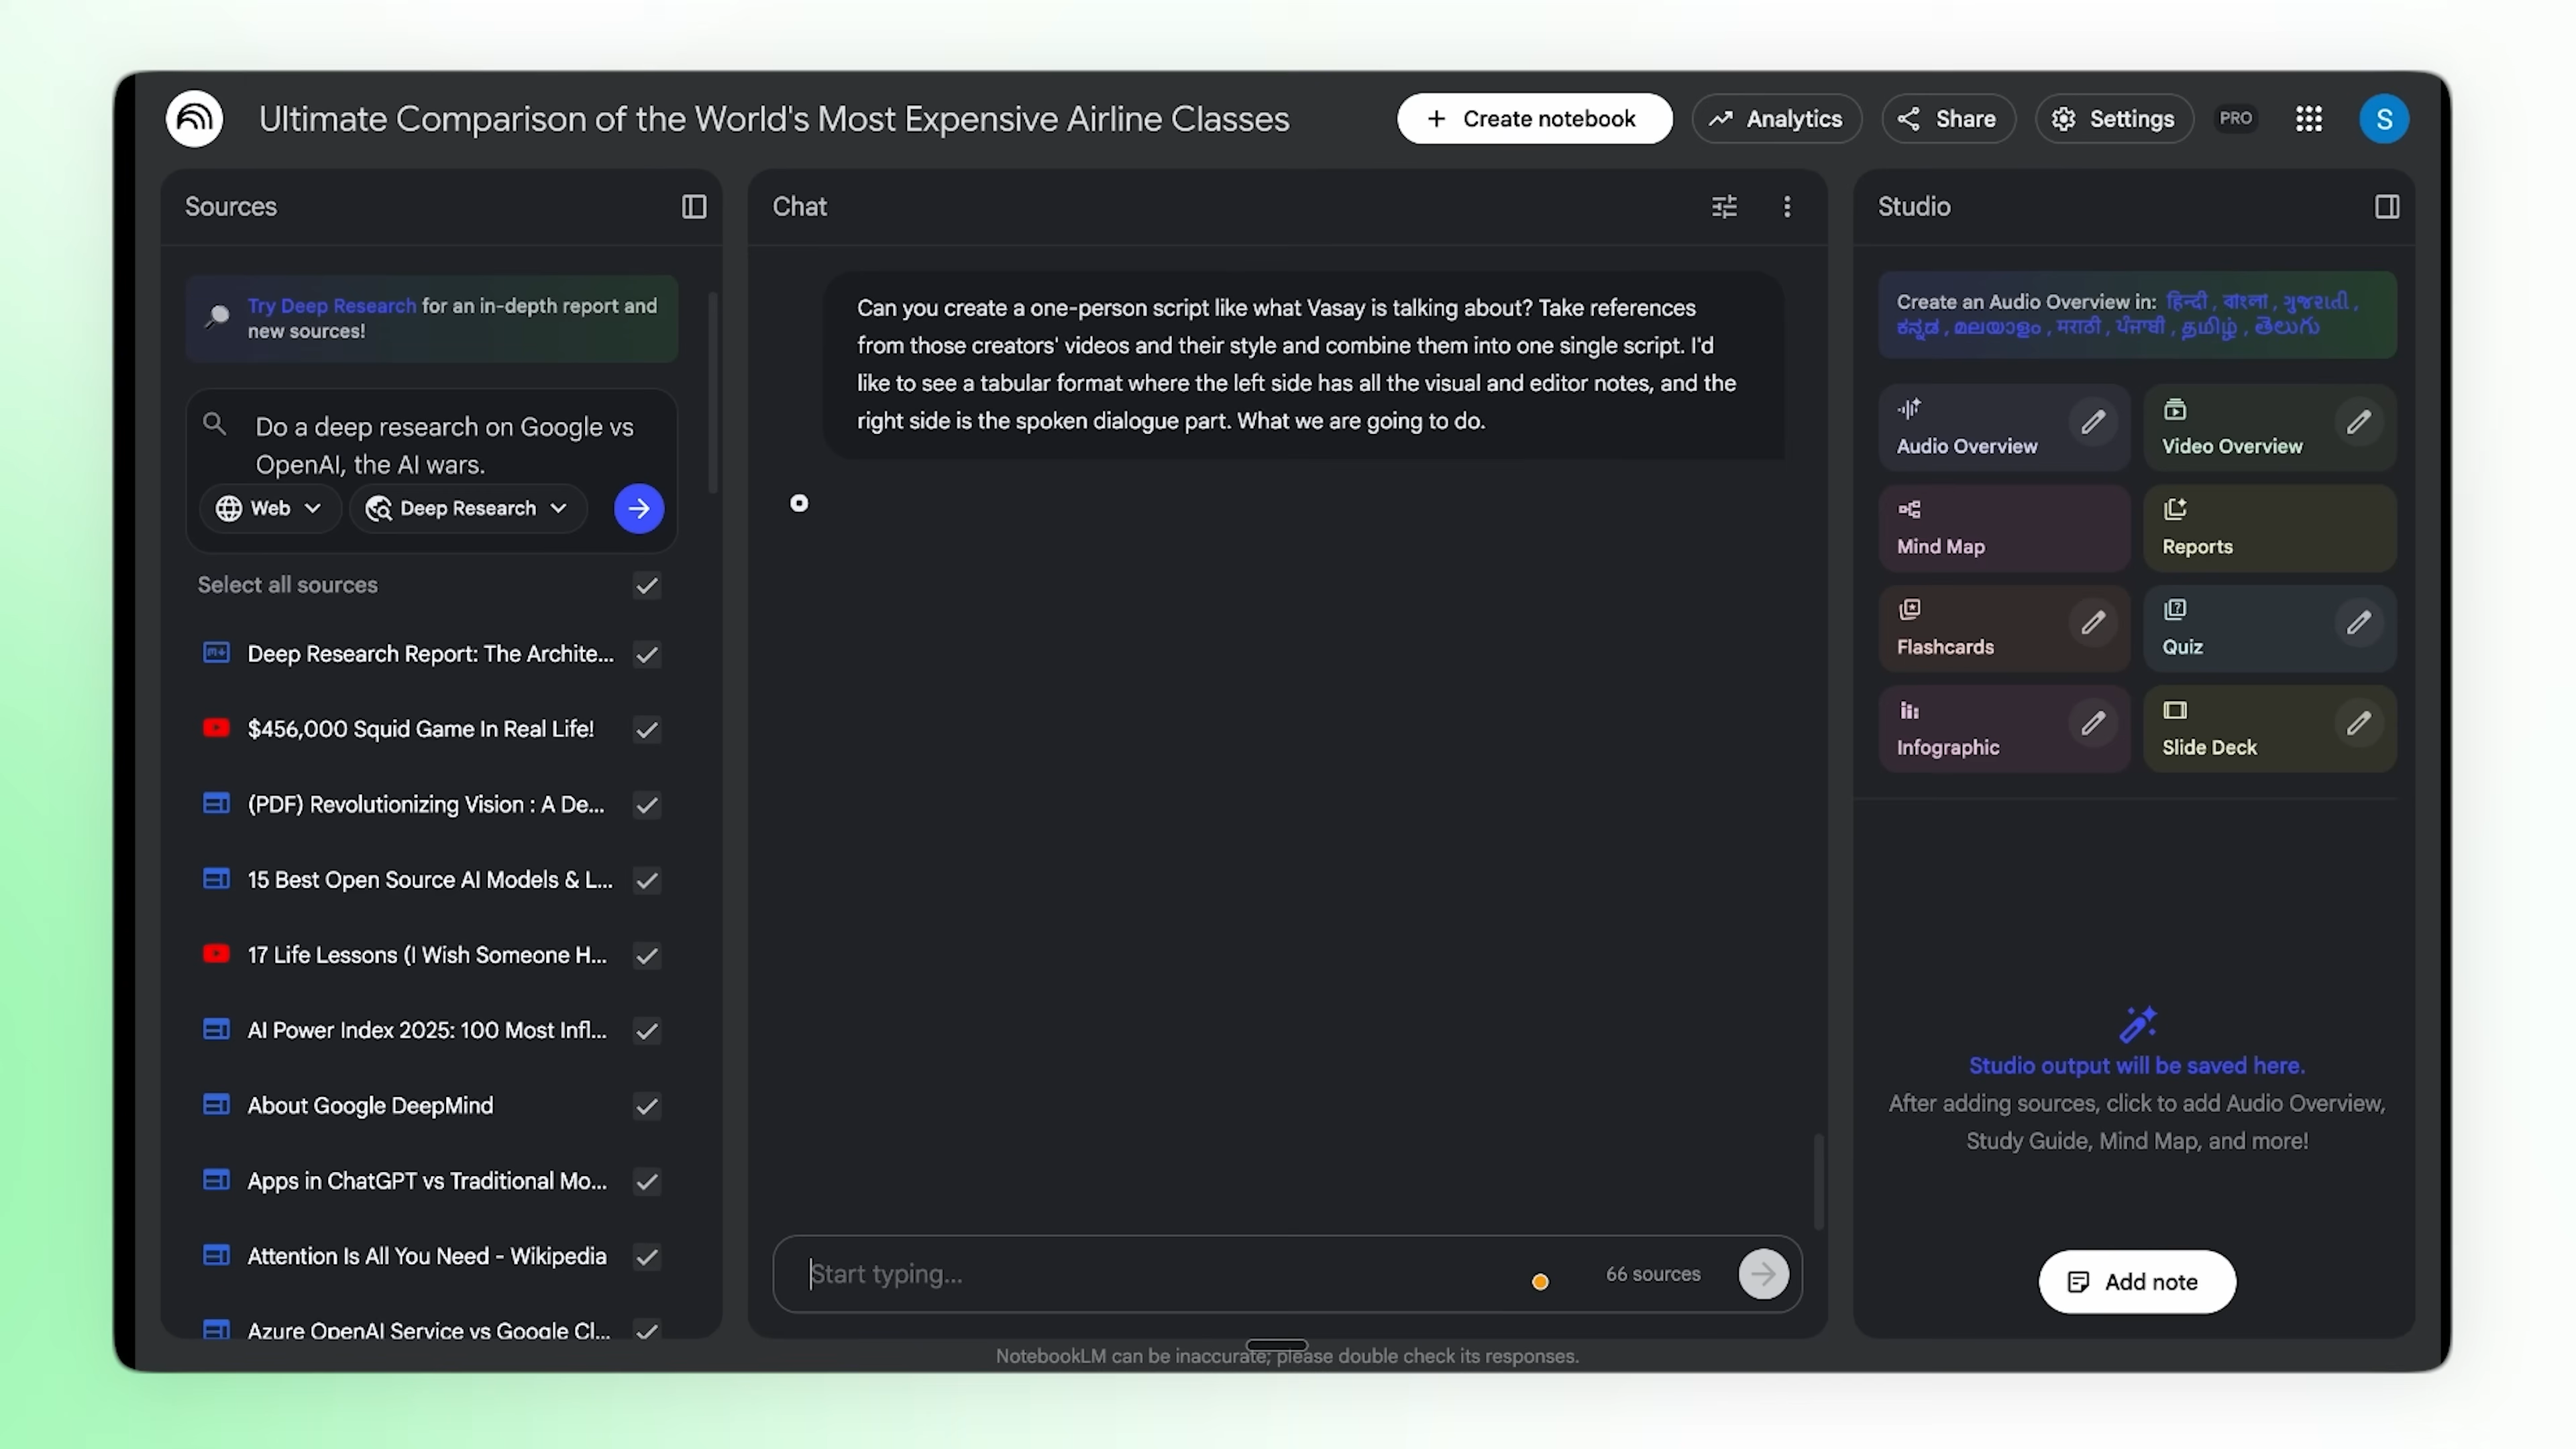 Ultimate Comparison of the World's Most Expensive Airline Classes
Create notebook
Analytics
Share
Settings
PRO
S
Sources
Try Deep Research for an in-depth report and
new sources!
Do a deep research on Google vs
OpenAI, the AI wars.
Web
Deep Research
Select all sources
Deep Research Report: The Archite...
$456,000 Squid Game In Real Life!
(PDF) Revolutionizing Vision : A De...
15 Best Open Source AI Models & L...
17 Life Lessons (I Wish Someone H...
AI Power Index 2025: 100 Most Infl...
About Google DeepMind
Apps in ChatGPT vs Traditional Mo...
Attention Is All You Need - Wikipedia
Azure OpenAI Service vs Google Cl...
Chat
Can you create a one-person script like what Vasay is talking about? Take references
from those creators' videos and their style and combine them into one single script. I'd
like to see a tabular format where the left side has all the visual and editor notes, and the
right side is the spoken dialogue part. What we are going to do.
Start typing...
66 sources
NotebookLM can be inaccurate; please double check its responses.
Studio
Create an Audio Overview in: हिन्दी , বাংলা , ગુજરાતી ,
ಕನ್ನಡ , മലയാളം , मराठी , ਪੰਜਾਬੀ , தமிழ் , తెలుగు
Audio Overview
Video Overview
Mind Map
Reports
Flashcards
Quiz
Infographic
Slide Deck
Studio output will be saved here.
After adding sources, click to add Audio Overview,
Study Guide, Mind Map, and more!
Add note